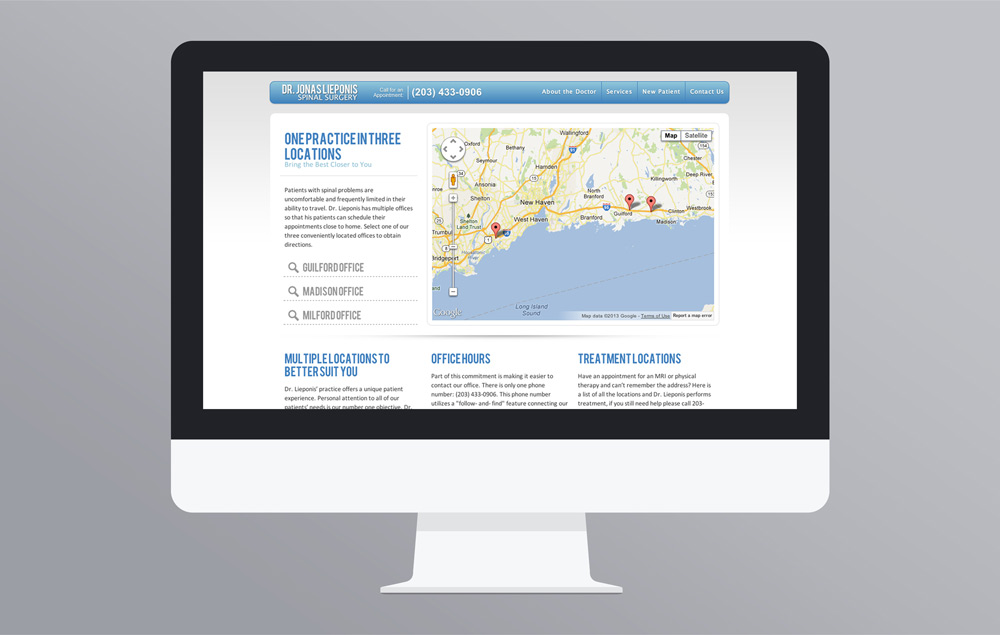 DR. JONAS LIEPONIS
SPINAL SURGERY
Call for an
Appointment:
(203) 433-0906
About the Doctor
Services
New Patient
Contact Us
ONE PRACTICE IN THREE
LOCATIONS
Bring the Best Closer to You
Patients with spinal problems are
uncomfortable and frequently limited in their
ability to travel. Dr. Lieponis has multiple offices
so that his patients can schedule their
appointments close to home. Select one of our
three conveniently located offices to obtain
directions.
GUILFORD OFFICE
MADISON OFFICE
MILFORD OFFICE
Map
Satellite
Wallingford
Oxford
Bethany
Seymour
Hamden
Chester
Deep River
Killingworth
Ansonia
North
Branford
Shelton
New Haven
West Haven
Branford
Guilford
Clinton
Westbrook
Madison
Shelton
Land Trust
Trumbul
Bridgeport
Long Island
Sound
Google
Map data ©2013 Google - Terms of Use
Report a map error
MULTIPLE LOCATIONS TO
BETTER SUIT YOU
Dr. Lieponis' practice offers a unique patient
experience. Personal attention to all of our
patients' needs is our number one objective. Dr.
OFFICE HOURS
Part of this commitment is making it easier to
contact our office. There is only one phone
number: (203) 433-0906. This phone number
utilizes a "follow- and- find" feature connecting our
TREATMENT LOCATIONS
Have an appointment for an MRI or physical
therapy and can't remember the address? Here is
a list of all the locations and Dr. Lieponis performs
treatment, if you still need help please call 203-